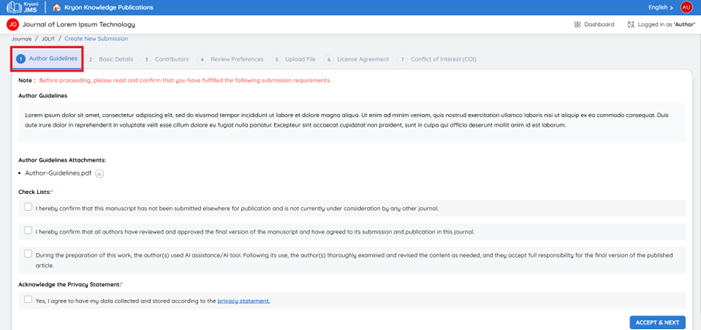 Kryoni JMS Kryon Knowledge Publications English AU
JO Journal of Lorem Ipsum Technology Dashboard Logged in as 'Author'
Journals / JOLIT / Create New Submission
1 Author Guidelines 2 Basic Details 3 Contributors 4 Review Preferences 5 Upload File 6 License Agreement 7 Conflict of Interest (COI)
Note : Before proceeding, please read and confirm that you have fulfilled the following submission requirements.
Author Guidelines
Lorem ipsum dolor sit amet, consectetur adipiscing elit, sed do eiusmod tempor incididunt ut labore et dolore magna aliqua. Ut enim ad minim veniam, quis nostrud exercitation ullamco laboris nisi ut aliquip ex ea commodo consequat. Duis
aute irure dolor in reprehenderit in voluptate velit esse cillum dolore eu fugiat nulla pariatur. Excepteur sint occaecat cupidatat non proident, sunt in culpa qui officia deserunt mollit anim id est laborum.
Author Guidelines Attachments:
• Author-Guidelines.pdf
Check Lists:*
I hereby confirm that this manuscript has not been submitted elsewhere for publication and is not currently under consideration by any other journal.
I hereby confirm that all authors have reviewed and approved the final version of the manuscript and have agreed to its submission and publication in this journal.
During the preparation of this work, the author(s) used AI assistance/AI tool. Following its use, the author(s) thoroughly examined and revised the content as needed, and they accept full responsibility for the final version of the published
article.
Acknowledge the Privacy Statement:*
Yes, I agree to have my data collected and stored according to the privacy statement.
ACCEPT & NEXT